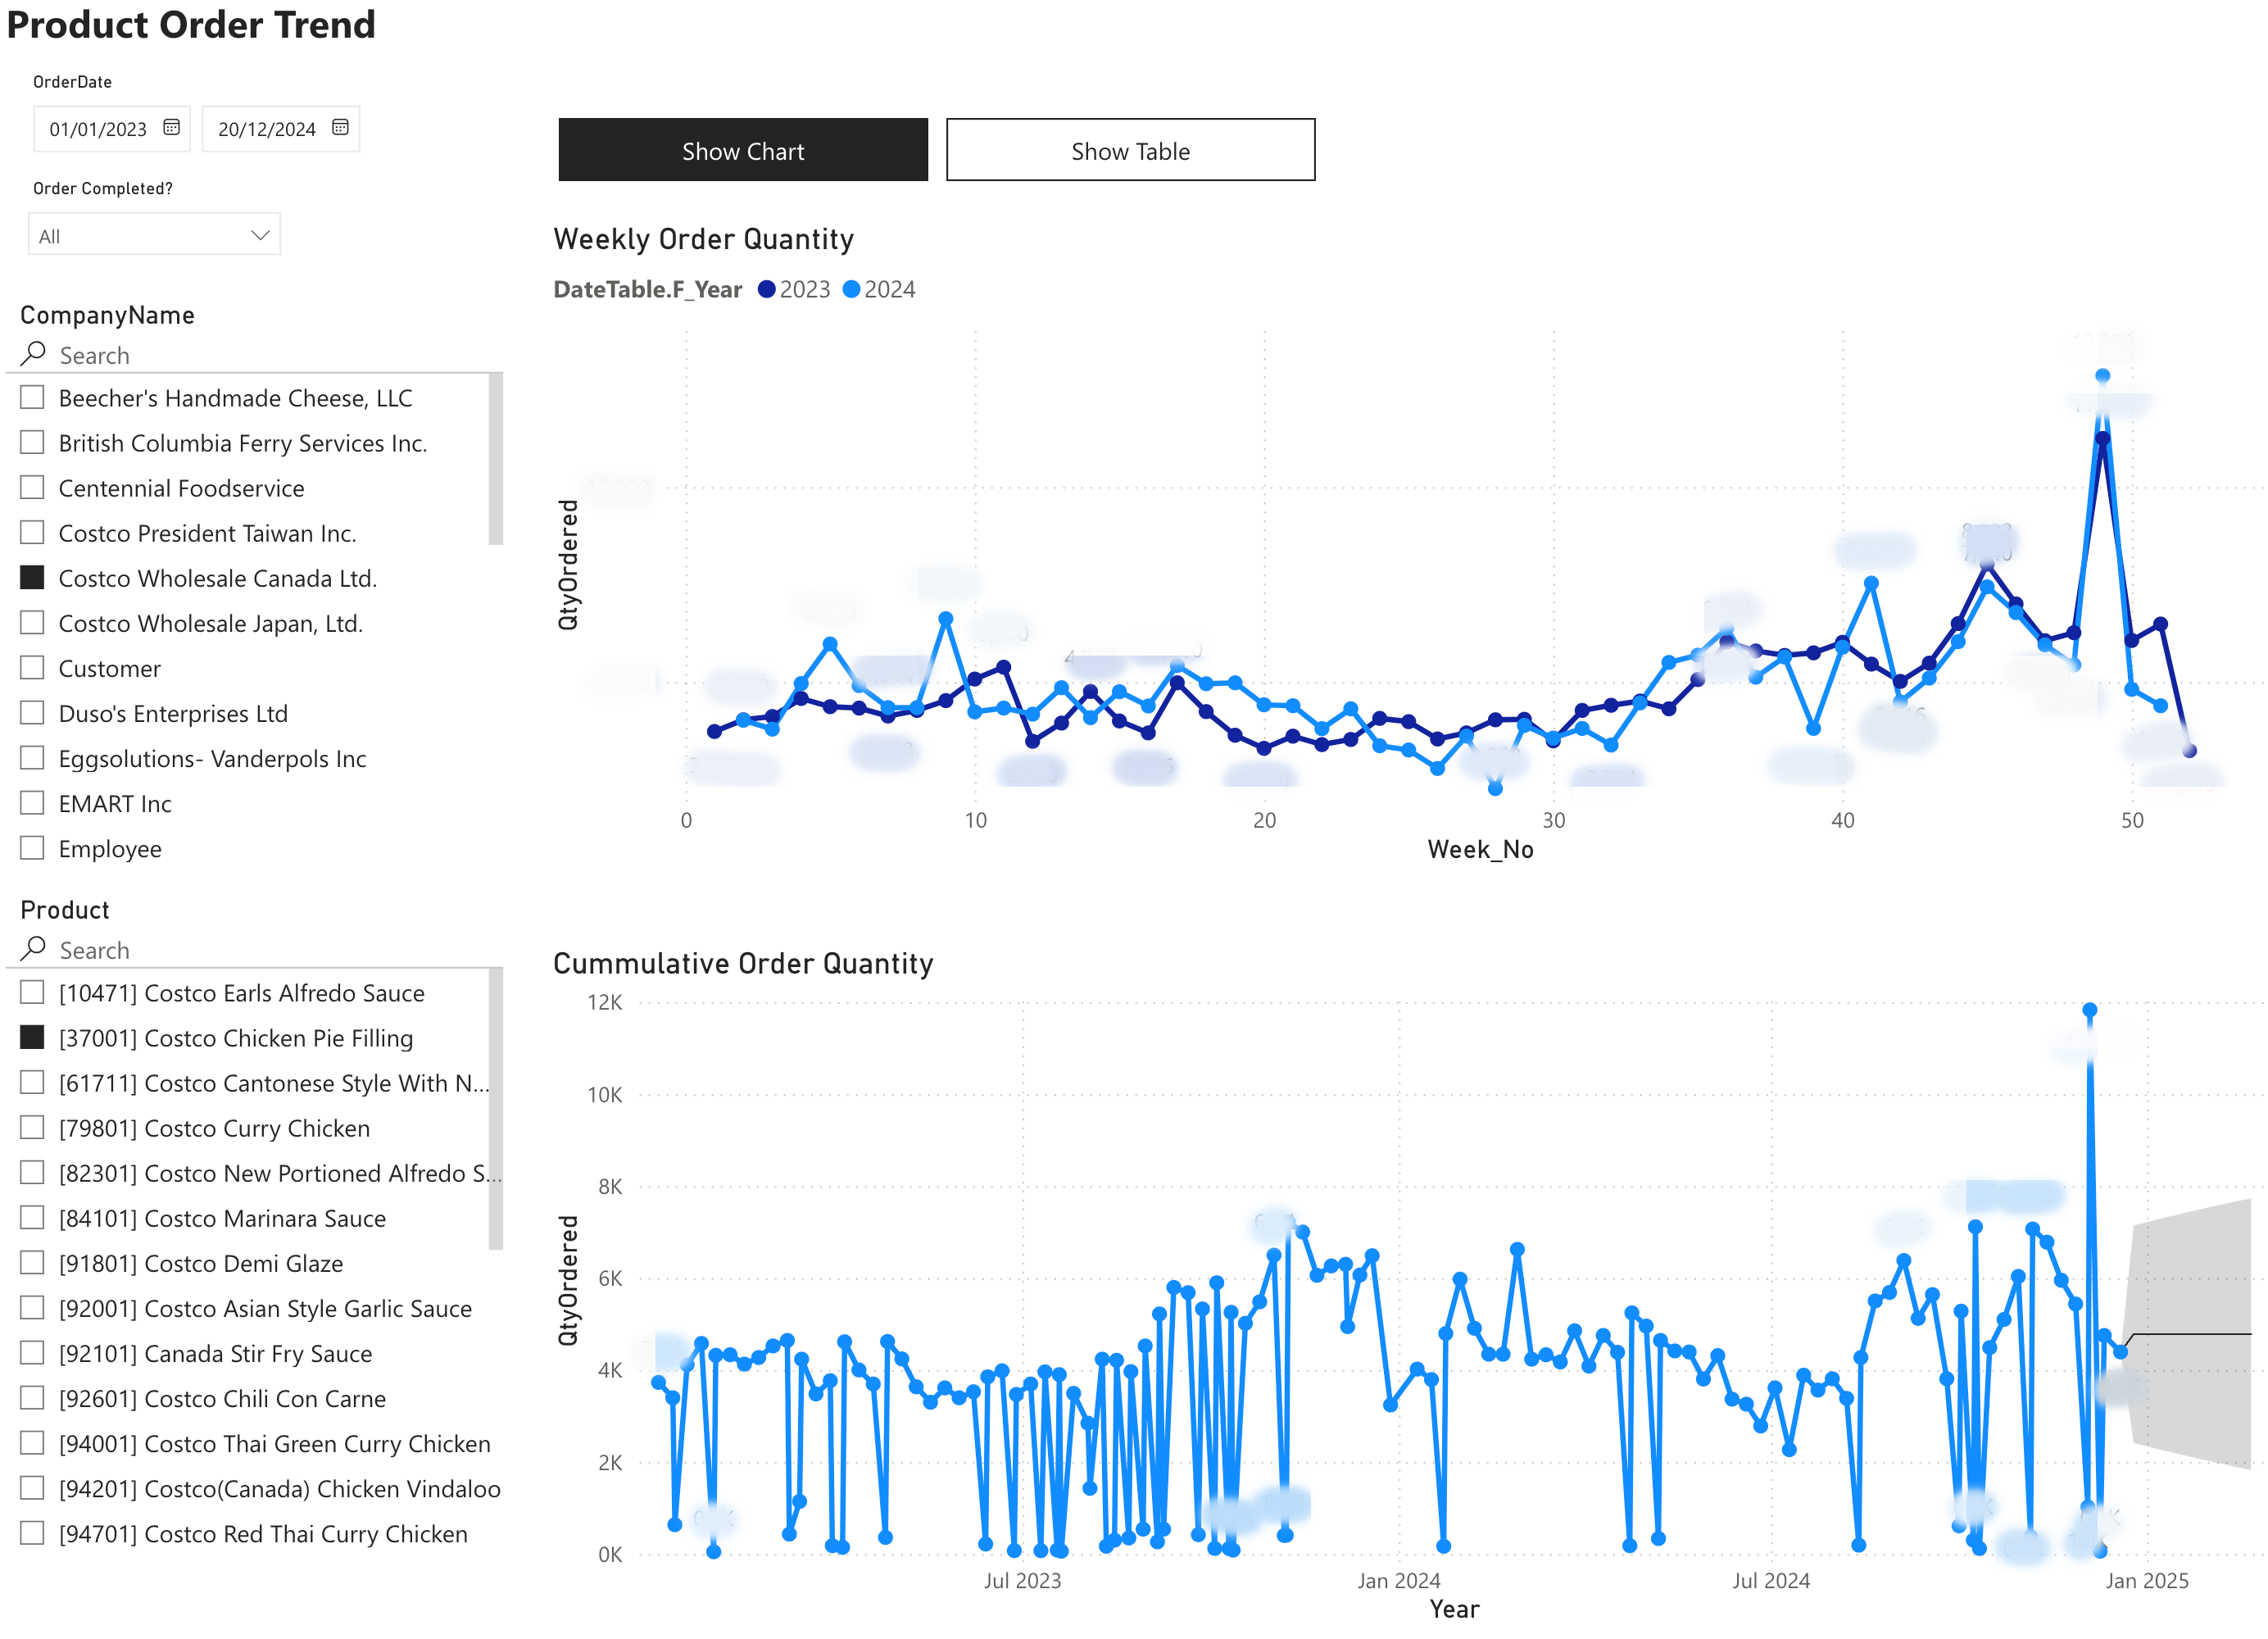 Product Order Trend
OrderDate
01/01/2023 20/12/2024
Order Completed?
All
CompanyName
Search
Beecher's Handmade Cheese, LLC
British Columbia Ferry Services Inc.
Centennial Foodservice
Costco President Taiwan Inc.
Costco Wholesale Canada Ltd.
Costco Wholesale Japan, Ltd.
Customer
Duso's Enterprises Ltd
Eggsolutions- Vanderpols Inc
EMART Inc
Employee
Product
Search
[10471] Costco Earls Alfredo Sauce
[37001] Costco Chicken Pie Filling
[61711] Costco Cantonese Style With N...
[79801] Costco Curry Chicken
[82301] Costco New Portioned Alfredo S...
[84101] Costco Marinara Sauce
[91801] Costco Demi Glaze
[92001] Costco Asian Style Garlic Sauce
[92101] Canada Stir Fry Sauce
[92601] Costco Chili Con Carne
[94001] Costco Thai Green Curry Chicken
[94201] Costco(Canada) Chicken Vindaloo
[94701] Costco Red Thai Curry Chicken
Show Chart
Show Table
Weekly Order Quantity
DateTable.F_Year 2023 2024
QtyOrdered
0 10 20 30 40 50
Week_No
Cummulative Order Quantity
QtyOrdered
12K
10K
8K
6K
4K
2K
0K
Jul 2023 Jan 2024 Jul 2024 Jan 2025
Year